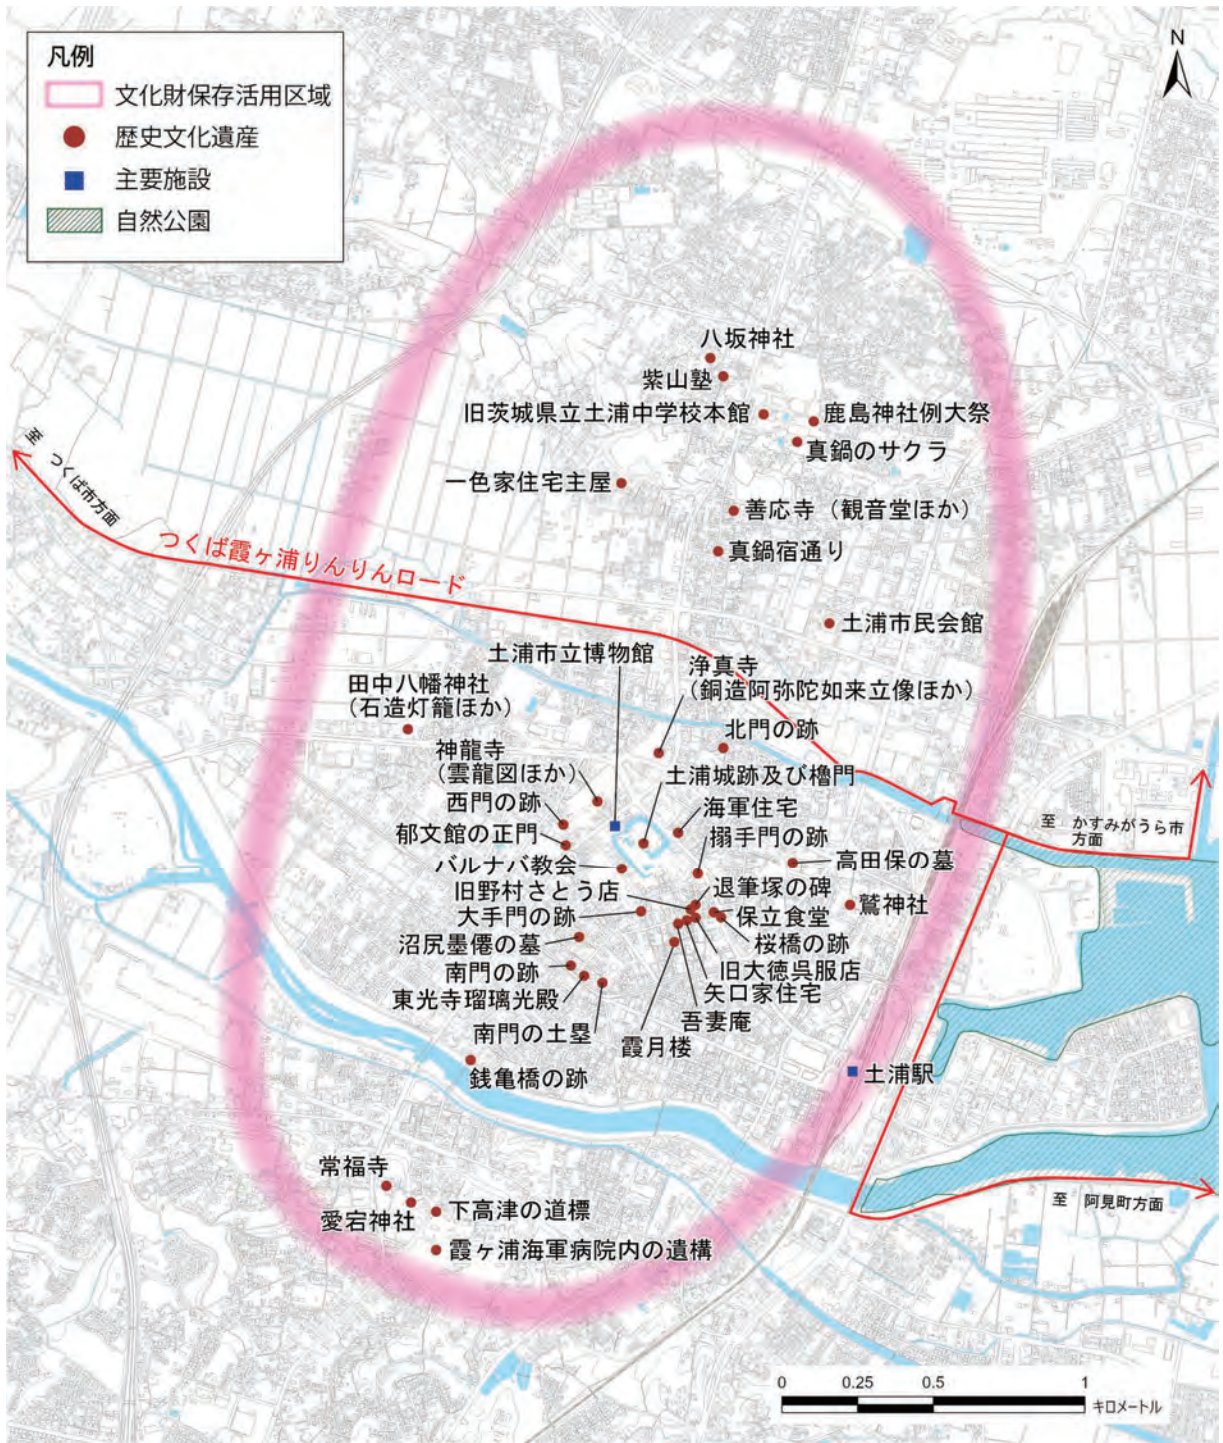 凡例
文化財保存活用区域
歴史文化遺産
主要施設
自然公園
N
八坂神社
紫山塾
旧茨城県立土浦中学校本館
鹿島神社例大祭
真鍋のサクラ
一色家住宅主屋
善応寺（観音堂ほか）
真鍋宿通り
至 つくば市方面
つくば霞ヶ浦りんりんロード
土浦市民会館
土浦市立博物館
浄真寺
（銅造阿弥陀如来立像ほか）
田中八幡神社
（石造灯籠ほか）
北門の跡
神龍寺
（雲龍図ほか）
土浦城跡及び櫓門
西門の跡
海軍住宅
郁文館の正門
搦手門の跡
至 かすみがうら市
方面
バルナバ教会
高田保の墓
旧野村さとう店
退筆塚の碑
大手門の跡
保立食堂
鷲神社
沼尻墨僊の墓
桜橋の跡
南門の跡
旧大徳呉服店
東光寺瑠璃光殿
矢口家住宅
吾妻庵
南門の土塁
霞月楼
銭亀橋の跡
土浦駅
常福寺
愛宕神社
下高津の道標
至 阿見町方面
霞ヶ浦海軍病院内の遺構
0 0.25 0.5 1
キロメートル